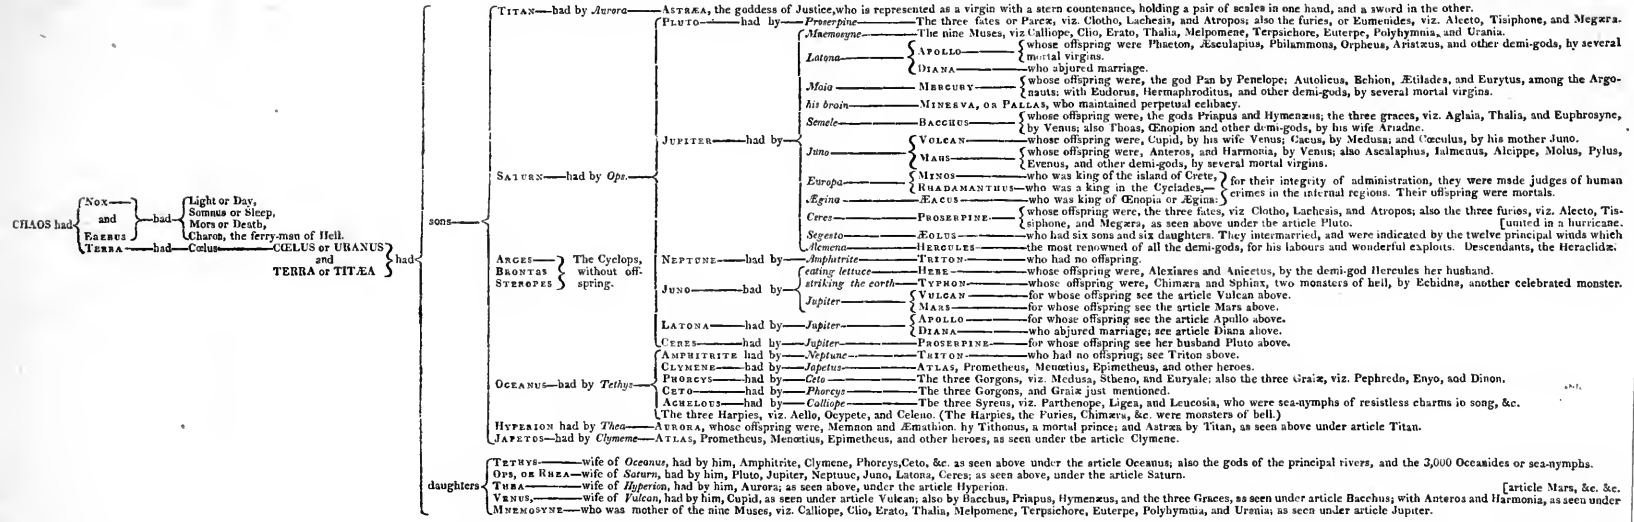 TITAN—had by Aurora—ASTRÆA, the goddess of Justice, who is represented as a virgin with a stern countenance, holding a pair of scales in one hand, and a sword in the other.
PLUTO—had by—Proserpine—The three fates or Parcæ, viz. Clotho, Lachesis, and Atropos; also the furies, or Eumenides, viz. Alecto, Tisiphone, and Megæra.
Mnemosyne—The nine Muses, viz Calliope, Clio, Erato, Thalia, Melpomene, Terpsichore, Euterpe, Polyhymnia, and Urania.
Latona—
APOLLO—whose offspring were Phaeton, Æsculapius, Philammons, Orpheus, Aristæus, and other demi-gods, by several
mortal virgins.
DIANA—who abjured marriage.
Maia—MERCURY—whose offspring were, the god Pan by Penelope; Autolicus, Echion, Ætilades, and Eurytus, among the Argo-
nauts; with Eudorus, Hermaphroditus, and other demi-gods, by several mortal virgins.
his brain—MINERVA, OR PALLAS, who maintained perpetual celibacy.
Semele—BACCHUS—whose offspring were, the gods Priapus and Hymenæus; the three graces, viz. Aglaia, Thalia, and Euphrosyne,
by Venus; also Thoas, Œnopion and other demi-gods, by his wife Ariadne.
JUPITER—had by—
Juno—
VULCAN—whose offspring were, Cupid, by his wife Venus; Cacus, by Medusa; and Cœculus, by his mother Juno.
MARS—whose offspring were, Anteros, and Harmonia, by Venus; also Ascalaphus, Ialmenus, Alcippe, Molus, Pylus,
Evenus, and other demi-gods, by several mortal virgins.
SATURN—had by Ops.
Europa—
MINOS—who was king of the island of Crete,
RHADAMANTHUS—who was a king in the Cyclades,—
for their integrity of administration, they were made judges of human
crimes in the infernal regions. Their offspring were mortals.
Ægina—ÆACUS—who was king of Œnopia or Ægina:
Ceres—PROSERPINE—whose offspring were, the three fates, viz Clotho, Lachesis, and Atropos; also the three furies, viz. Alecto, Tis-
siphone, and Megæra, as seen above under the article Pluto. [united in a hurricane.
Segesto—ÆOLUS—who had six sons and six daughters. They intermarried, and were indicated by the twelve principal winds which
Alcmena—HERCULES—the most renowned of all the demi-gods, for his labours and wonderful exploits. Descendants, the Heraclidæ.
CHAOS had
NOX—
and
EREBUS
—had—
Light or Day,
Somnus or Sleep,
Mors or Death,
Charon, the ferry-man of Hell.
TERRA—had—Cœlus—CŒLUS or URANUS
and
TERRA or TITÆA
had
sons—
ARGES—
BRONTAS
STEROPES
The Cyclops,
without off-
spring.
NEPTUNE—had by—Amphitrite—TRITON—who had no offspring.
JUNO—had by—
eating lettuce—HEBE—whose offspring were, Alexiares and Anicetus, by the demi-god Hercules her husband.
striking the earth—TYPHON—whose offspring were, Chimæra and Sphinx, two monsters of hell, by Echidna, another celebrated monster.
Jupiter—
VULCAN—for whose offspring see the article Vulcan above.
MARS—for whose offspring see the article Mars above.
LATONA—had by—Jupiter—
APOLLO—for whose offspring see the article Apollo above.
DIANA—who abjured marriage; see article Diana above.
CERES—had by—Jupiter—PROSERPINE—for whose offspring see her husband Pluto above.
OCEANUS—had by Tethys—
AMPHITRITE had by—Neptune—TRITON—who had no offspring; see Triton above.
CLYMENE—had by—Japetus—ATLAS, Prometheus, Menœtius, Epimetheus, and other heroes.
PHORCYS—had by—Ceto—The three Gorgons, viz. Medusa, Stheno, and Euryale; also the three Graiæ, viz. Pephredo, Enyo, and Dinon.
CETO—had by—Phorcys—The three Gorgons, and Graiæ just mentioned.
ACHELOUS—had by—Calliope—The three Syrens, viz. Parthenope, Ligea, and Leucosia, who were sea-nymphs of resistless charms in song, &c.
The three Harpies, viz. Aello, Ocypete, and Celeno. (The Harpies, the Furies, Chimæra, &c. were monsters of hell.)
HYPERION had by Thea—AURORA, whose offspring were, Memnon and Æmathion. by Tithonus, a mortal prince; and Astræa by Titan, as seen above under article Titan.
JAPETOS—had by Clymeme—ATLAS, Prometheus, Menœtius, Epimetheus, and other heroes, as seen under the article Clymene.
daughters
TETHYS—wife of Oceanus, had by him, Amphitrite, Clymene, Phorcys, Ceto, &c. as seen above under the article Oceanus; also the gods of the principal rivers, and the 3,000 Oceanides or sea-nymphs.
OPS, OR RHEA—wife of Saturn, had by him, Pluto, Jupiter, Neptune, Juno, Latona, Ceres; as seen above, under the article Saturn.
THEA—wife of Hyperion, had by him, Aurora; as seen above, under the article Hyperion. [article Mars, &c. &c.
VENUS,—wife of Vulcan, had by him, Cupid, as seen under article Vulcan; also by Bacchus, Priapus, Hymenæus, and the three Graces, as seen under article Bacchus; with Anteros and Harmonia, as seen under
MNEMOSYNE—who was mother of the nine Muses, viz. Calliope, Clio, Erato, Thalia, Melpomene, Terpsichore, Euterpe, Polyhymnia, and Urania; as seen under article Jupiter.